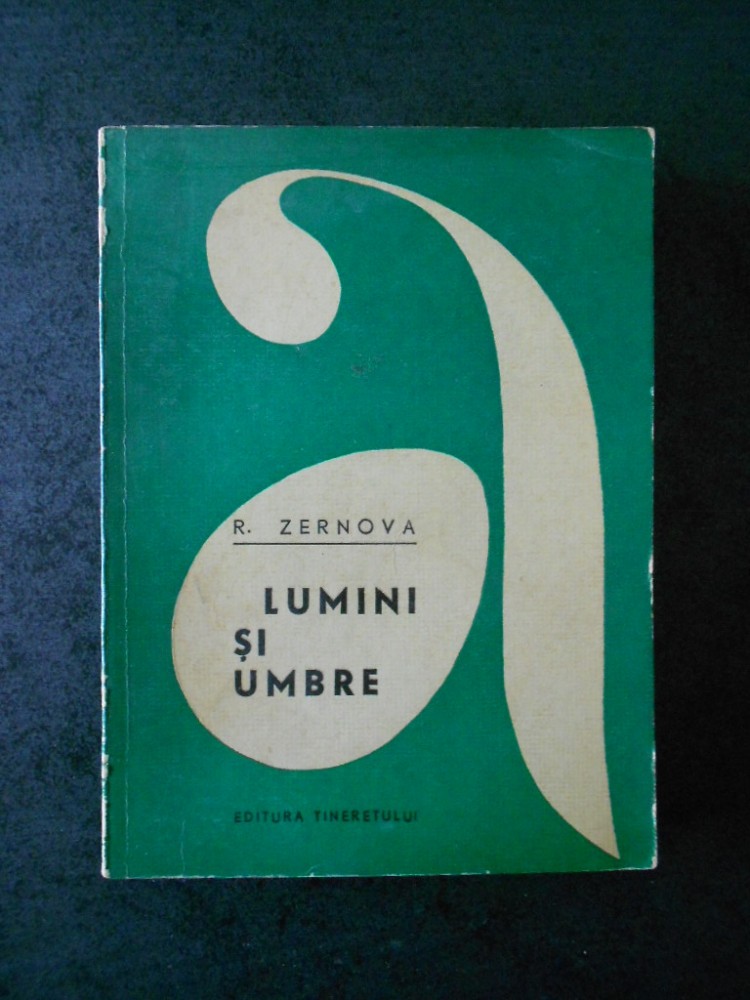 a
R. ZERNOVA
LUMINI
ȘI
UMBRE
EDITURA TINERETULUI